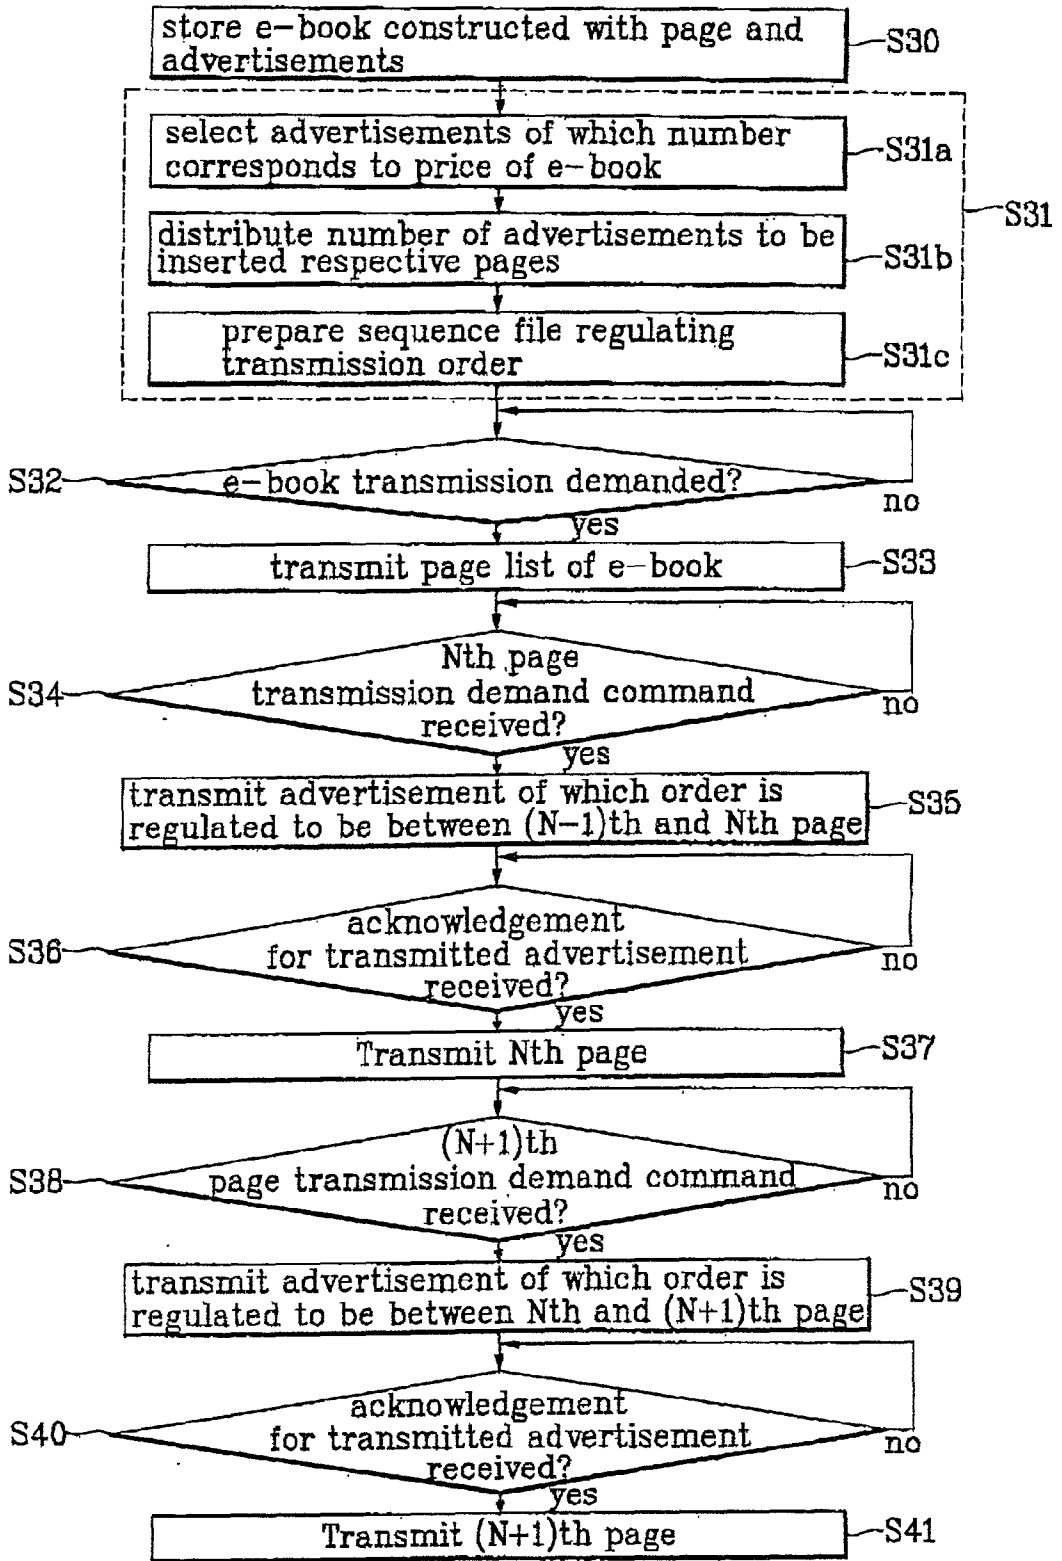 store e-book constructed with page and
advertisements
S30
select advertisements of which number
corresponds to price of e-book
S31a
S31
distribute number of advertisements to be
inserted respective pages
S31b
prepare sequence file regulating
transmission order
S31c
S32
e-book transmission demanded?
no
yes
transmit page list of e-book
S33
Nth page
S34
transmission demand command
received?
no
yes
transmit advertisement of which order is
regulated to be between (N-1)th and Nth page
S35
acknowledgement
S36
for transmitted advertisement
received?
no
yes
Transmit Nth page
S37
(N+1)th
S38
page transmission demand command
received?
no
yes
transmit advertisement of which order is
regulated to be between Nth and (N+1)th page
S39
acknowledgement
S40
for transmitted advertisement
received?
no
yes
Transmit (N+1)th page
S41